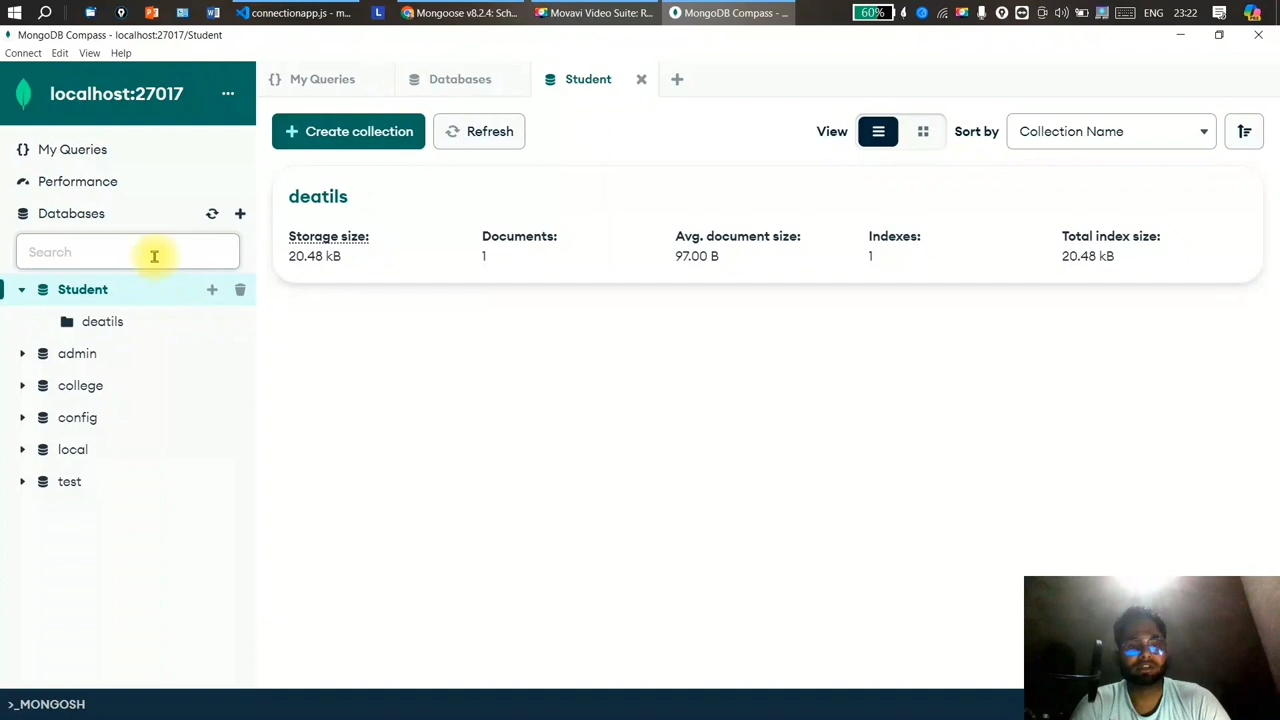 connectionapp.js - m...
L
Mongoose v8.2.4: Sch...
Movavi Video Suite: R...
MongoDB Compass - ...
60%
ENG
23:22
MongoDB Compass - localhost:27017/Student
Connect Edit View Help
localhost:27017 ...
{} My Queries
Databases
Student
Create collection
Refresh
View
Sort by
Collection Name
{} My Queries
Performance
Databases
Search
Student
deatils
admin
college
config
local
test
deatils
Storage size: Documents: Avg. document size: Indexes: Total index size:
20.48 kB 1 97.00 B 1 20.48 kB
>_MONGOSH